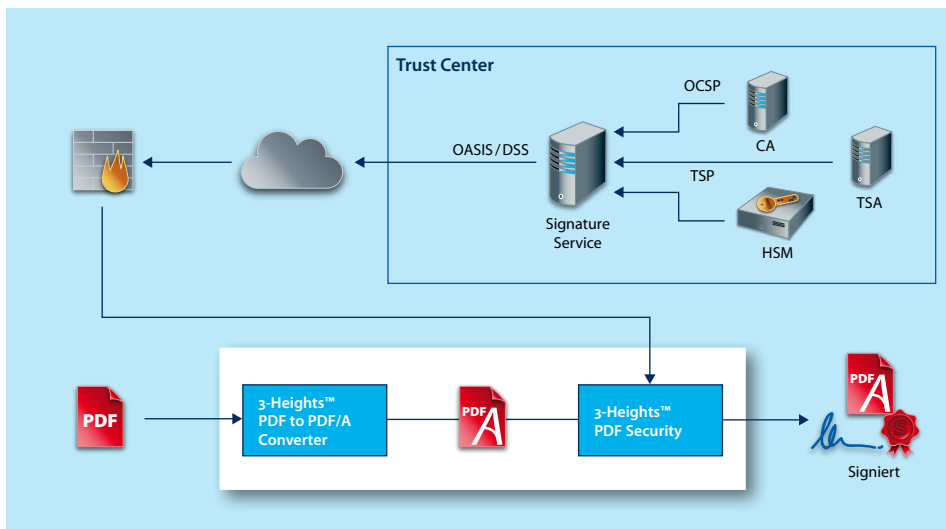 Trust Center
OCSP
CA
OASIS / DSS
TSP
TSA
Signature
Service
HSM
PDF
3-Heights™
PDF to PDF/A
Converter
PDF
A
3-Heights™
PDF Security
PDF
A
S
Signiert